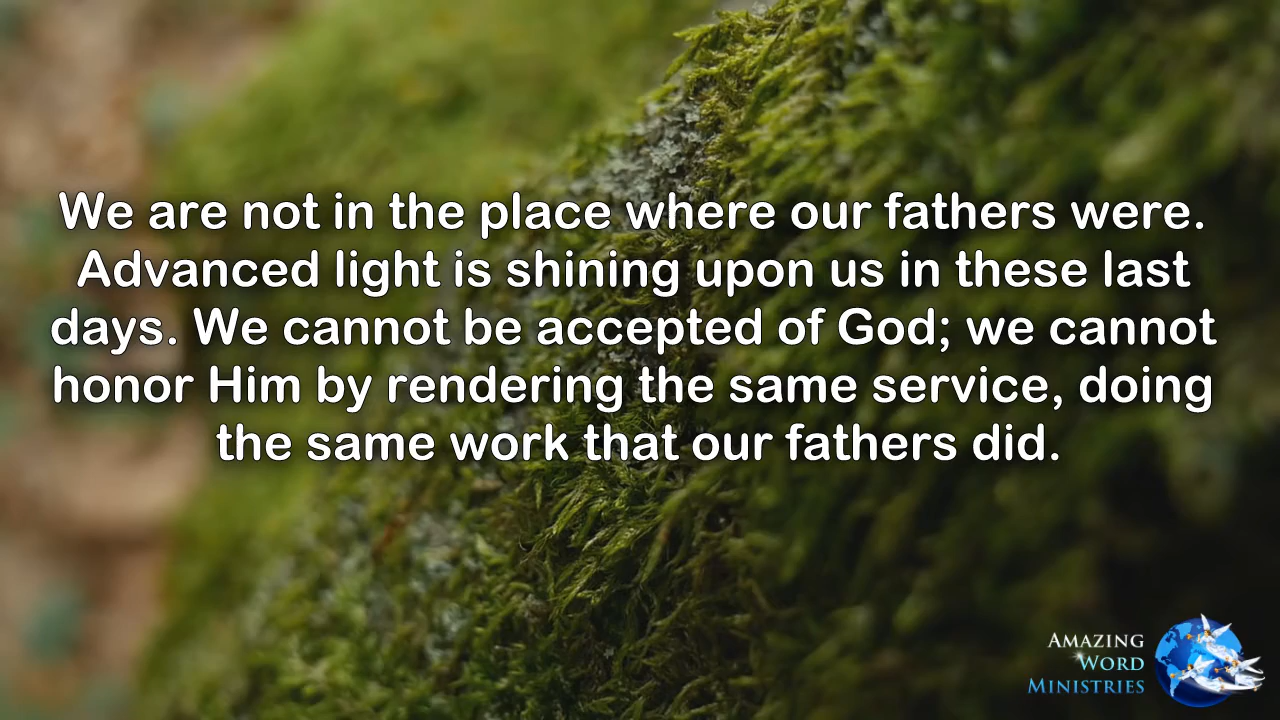 We are not in the place where our fathers were.
Advanced light is shining upon us in these last
days. We cannot be accepted of God; we cannot
honor Him by rendering the same service, doing
the same work that our fathers did.
AMAZING
WORD
MINISTRIES